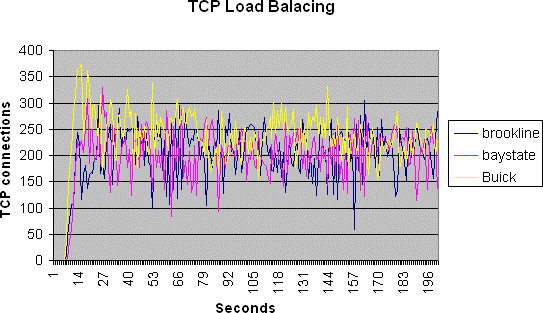 TCP Load Balacing
TCP connections
400
350
300
250
200
150
100
50
0
1 14 27 40 53 66 79 92 105 118 131 144 157 170 183 196
Seconds
brookline
baystate
Buick